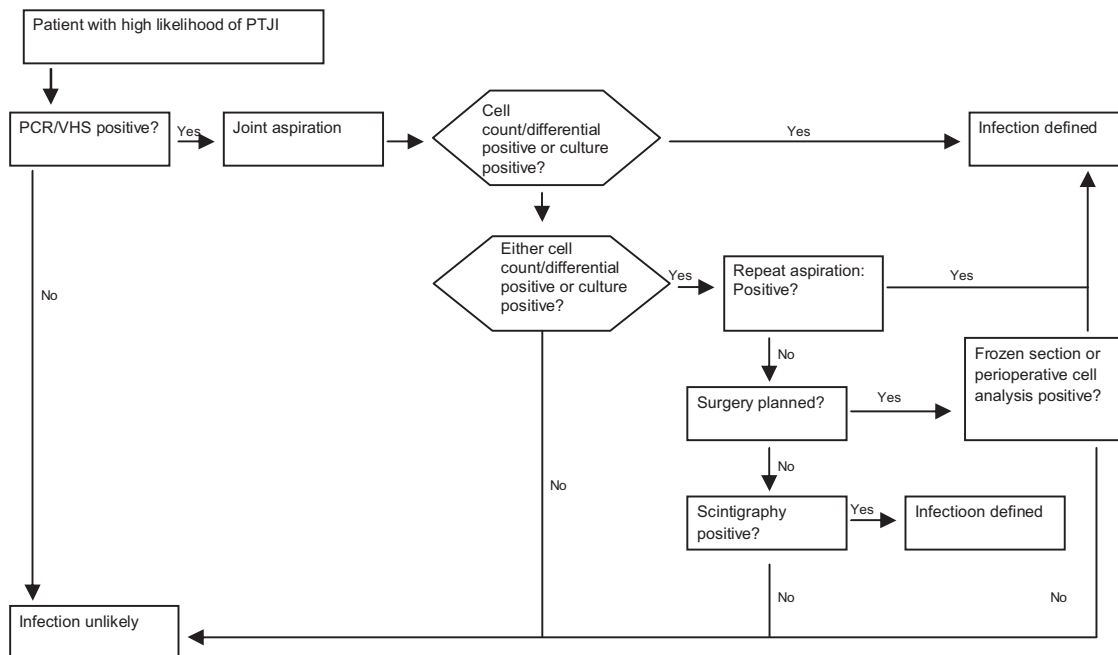 Patient with high likelihood of PTJI
PCR/VHS positive?
Yes
Joint aspiration
Cell
count/differential
positive or culture
positive?
Yes
Infection defined
Either cell
count/differential
positive or culture
positive?
Yes
Repeat aspiration:
Positive?
Yes
No
No
Frozen section or
perioperative cell
analysis positive?
Surgery planned?
Yes
No
No
Scintigraphy
positive?
Yes
Infectioon defined
No
No
Infection unlikely